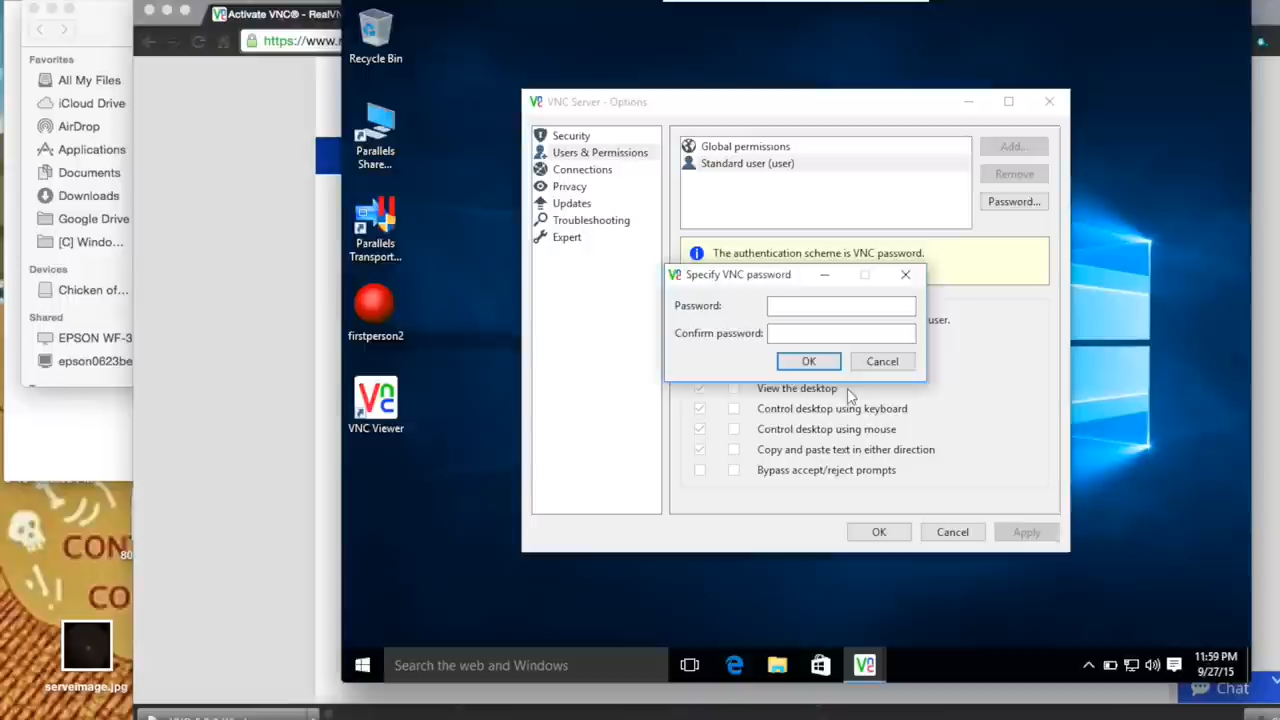 Favorites
All My Files
iCloud Drive
AirDrop
Applications
Documents
Downloads
Google Drive
[C] Windo...
Devices
Chicken of...
Shared
EPSON WF-3
epson0623be
Activate VNC® - RealVN
https://www.r
Recycle Bin
Parallels
Share...
Parallels
Transport...
firstperson2
VNC Viewer
VNC Server - Options
Security
Users & Permissions
Connections
Privacy
Updates
Troubleshooting
Expert
Global permissions
Standard user (user)
Add...
Remove
Password...
The authentication scheme is VNC password.
Specify VNC password
Password:
Confirm password:
OK
Cancel
user.
View the desktop
Control desktop using keyboard
Control desktop using mouse
Copy and paste text in either direction
Bypass accept/reject prompts
OK
Cancel
Apply
CON
80
CO
serveimage.jpg
Search the web and Windows
11:59 PM
9/27/15
Chat